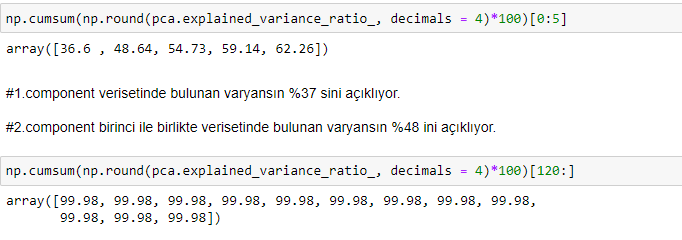 np.cumsum(np.round(pca.explained_variance_ratio_, decimals = 4)*100)[0:5]
array([36.6 , 48.64, 54.73, 59.14, 62.26])
#1.component verisetinde bulunan varyansın %37 sini açıklıyor.
#2.component birinci ile birlikte verisetinde bulunan varyansın %48 ini açıklıyor.
np.cumsum(np.round(pca.explained_variance_ratio_, decimals = 4)*100)[120:]
array([99.98, 99.98, 99.98, 99.98, 99.98, 99.98, 99.98, 99.98, 99.98,
99.98, 99.98, 99.98])